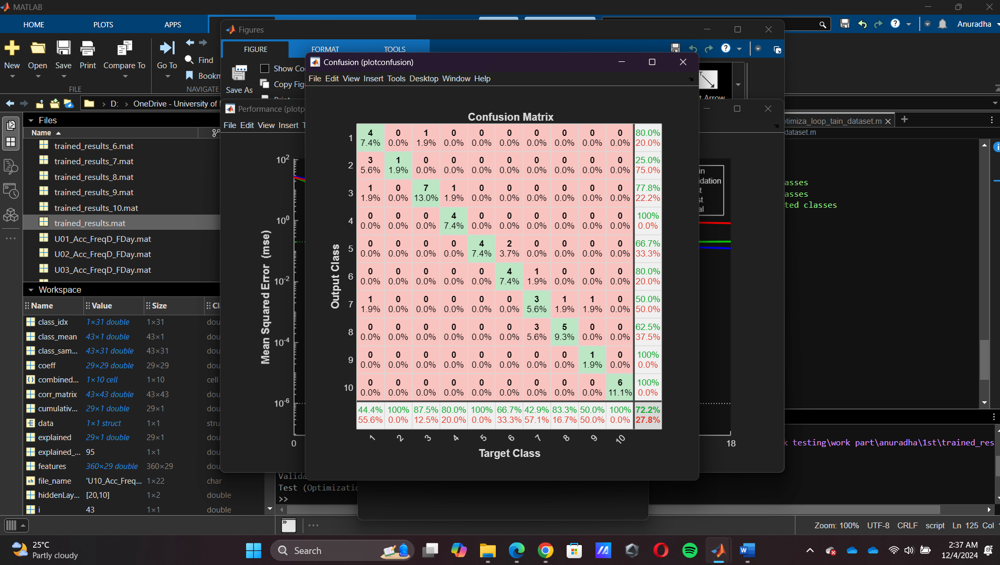 MATLAB
HOME PLOTS APPS
Anuradha
New Open Save Print Compare To Go To Find
FILE NAVIGATE
D: OneDrive - University of
Files
Name
trained_results_6.mat
trained_results_7.mat
trained_results_8.mat
trained_results_9.mat
trained_results_10.mat
trained_results.mat
U01_Acc_FreqD_FDay.mat
U02_Acc_FreqD_FDay.mat
U03_Acc_FreqD_FDay.mat
Workspace
Name Value Size
class_idx 1×31 double 1×31
class_mean 43×1 double 43×1
class_sam... 43×31 double 43×31
coeff 29×29 double 29×29
combined... 1×10 cell 1×10 cell
corr_matrix 43×43 double 43×43
cumulativ... 29×1 double 29×1
data 1×1 struct 1×1
explained 29×1 double 29×1
explained_... 95 1×1
features 360×29 double 360×29
file_name 'U10_Acc_Freq... 1×22 char
hiddenLay... [20,10] 1×2 double
i 43 1×1 double
Figures
FIGURE FORMAT TOOLS
Save As
Performance
File Edit View Insert
Mean Squared Error (mse)
10²
10⁰
10⁻²
10⁻⁴
10⁻⁶
0 18
Confusion (plotconfusion)
File Edit View Insert Tools Desktop Window Help
Confusion Matrix
Output Class
1 4 0 1 0 0 0 0 0 0 0 80.0%
7.4% 0.0% 1.9% 0.0% 0.0% 0.0% 0.0% 0.0% 0.0% 0.0% 20.0%
2 3 1 0 0 0 0 0 0 0 0 25.0%
5.6% 1.9% 0.0% 0.0% 0.0% 0.0% 0.0% 0.0% 0.0% 0.0% 75.0%
3 1 0 7 1 0 0 0 0 0 0 77.8%
1.9% 0.0% 13.0% 1.9% 0.0% 0.0% 0.0% 0.0% 0.0% 0.0% 22.2%
4 0 0 0 4 0 0 0 0 0 0 100%
0.0% 0.0% 0.0% 7.4% 0.0% 0.0% 0.0% 0.0% 0.0% 0.0% 0.0%
5 0 0 0 0 4 2 0 0 0 0 66.7%
0.0% 0.0% 0.0% 0.0% 7.4% 3.7% 0.0% 0.0% 0.0% 0.0% 33.3%
6 0 0 0 0 0 4 1 0 0 0 80.0%
0.0% 0.0% 0.0% 0.0% 0.0% 7.4% 1.9% 0.0% 0.0% 0.0% 20.0%
7 1 0 0 0 0 0 3 1 1 0 50.0%
1.9% 0.0% 0.0% 0.0% 0.0% 0.0% 5.6% 1.9% 1.9% 0.0% 50.0%
8 0 0 0 0 0 0 3 5 0 0 62.5%
0.0% 0.0% 0.0% 0.0% 0.0% 0.0% 5.6% 9.3% 0.0% 0.0% 37.5%
9 0 0 0 0 0 0 0 0 1 0 100%
0.0% 0.0% 0.0% 0.0% 0.0% 0.0% 0.0% 0.0% 1.9% 0.0% 0.0%
10 0 0 0 0 0 0 0 0 0 6 100%
0.0% 0.0% 0.0% 0.0% 0.0% 0.0% 0.0% 0.0% 0.0% 11.1% 0.0%
44.4% 100% 87.5% 80.0% 100% 66.7% 42.9% 83.3% 50.0% 100% 72.2%
55.6% 0.0% 12.5% 20.0% 0.0% 33.3% 57.1% 16.7% 50.0% 0.0% 27.8%
1 2 3 4 5 6 7 8 9 10
Target Class
timiza_loop_tain_dataset.m
dataset.m
asses
asses
ted classes
testing\work part\anuradha\1st\trained_res
Test (Optimizati
>>
Zoom: 100% UTF-8 CRLF script Ln 125 Col
25°C
Partly cloudy
Search
2:37 AM
12/4/2024